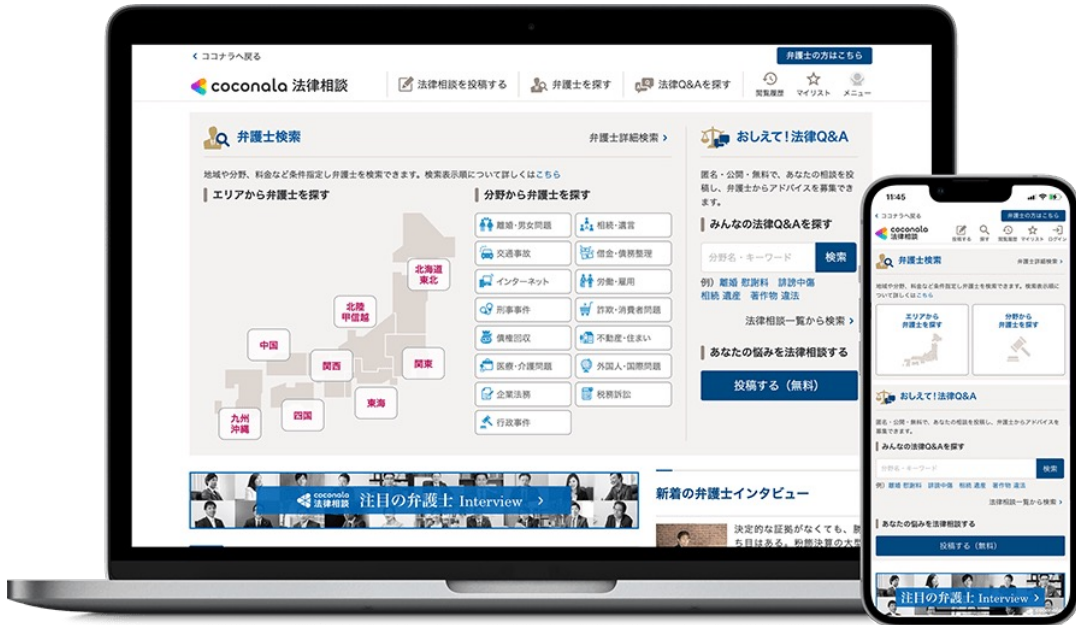 ココナラへ戻る
弁護士の方はこちら
coconala 法律相談
法律相談を投稿する
弁護士を探す
法律Q&Aを探す
閲覧履歴
マイリスト
メニュー
弁護士検索
弁護士詳細検索
地域や分野、料金など条件指定し弁護士を検索できます。検索表示順について詳しくはこちら
エリアから弁護士を探す
北海道
東北
北陸
甲信越
中国
関西
関東
東海
四国
九州
沖縄
分野から弁護士を探す
離婚・男女問題
相続・遺言
交通事故
借金・債務整理
インターネット
労働・雇用
刑事事件
詐欺・消費者問題
債権回収
不動産・住まい
医療・介護問題
外国人・国際問題
企業法務
税務訴訟
行政事件
おしえて!法律Q&A
匿名・公開・無料で、あなたの相談を投
稿し、弁護士からアドバイスを募集でき
ます。
みんなの法律Q&Aを探す
分野名・キーワード
検索
例）離婚 慰謝料 誹謗中傷
相続 遺産 著作物 違法
法律相談一覧から検索
あなたの悩みを法律相談する
投稿する（無料）
coconala
法律相談
注目の弁護士 Interview
新着の弁護士インタビュー
決定的な証拠がなくても、勝
ち目はある。粉飾決算の大型
11:45
ココナラへ戻る
弁護士の方はこちら
coconala
法律相談
投稿する
探す
閲覧履歴
マイリスト
ログイン
弁護士検索
弁護士詳細検索
地域や分野、料金など条件指定し弁護士を検索できます。検索表示順に
ついて詳しくはこちら
エリアから
弁護士を探す
分野から
弁護士を探す
おしえて!法律Q&A
匿名・公開・無料で、あなたの相談を投稿し、弁護士からアドバイスを
募集できます。
みんなの法律Q&Aを探す
分野名・キーワード
検索
例）離婚 慰謝料 誹謗中傷 相続 遺産 著作物 違法
法律相談一覧から検索
あなたの悩みを法律相談する
投稿する（無料）
注目の弁護士 Interview